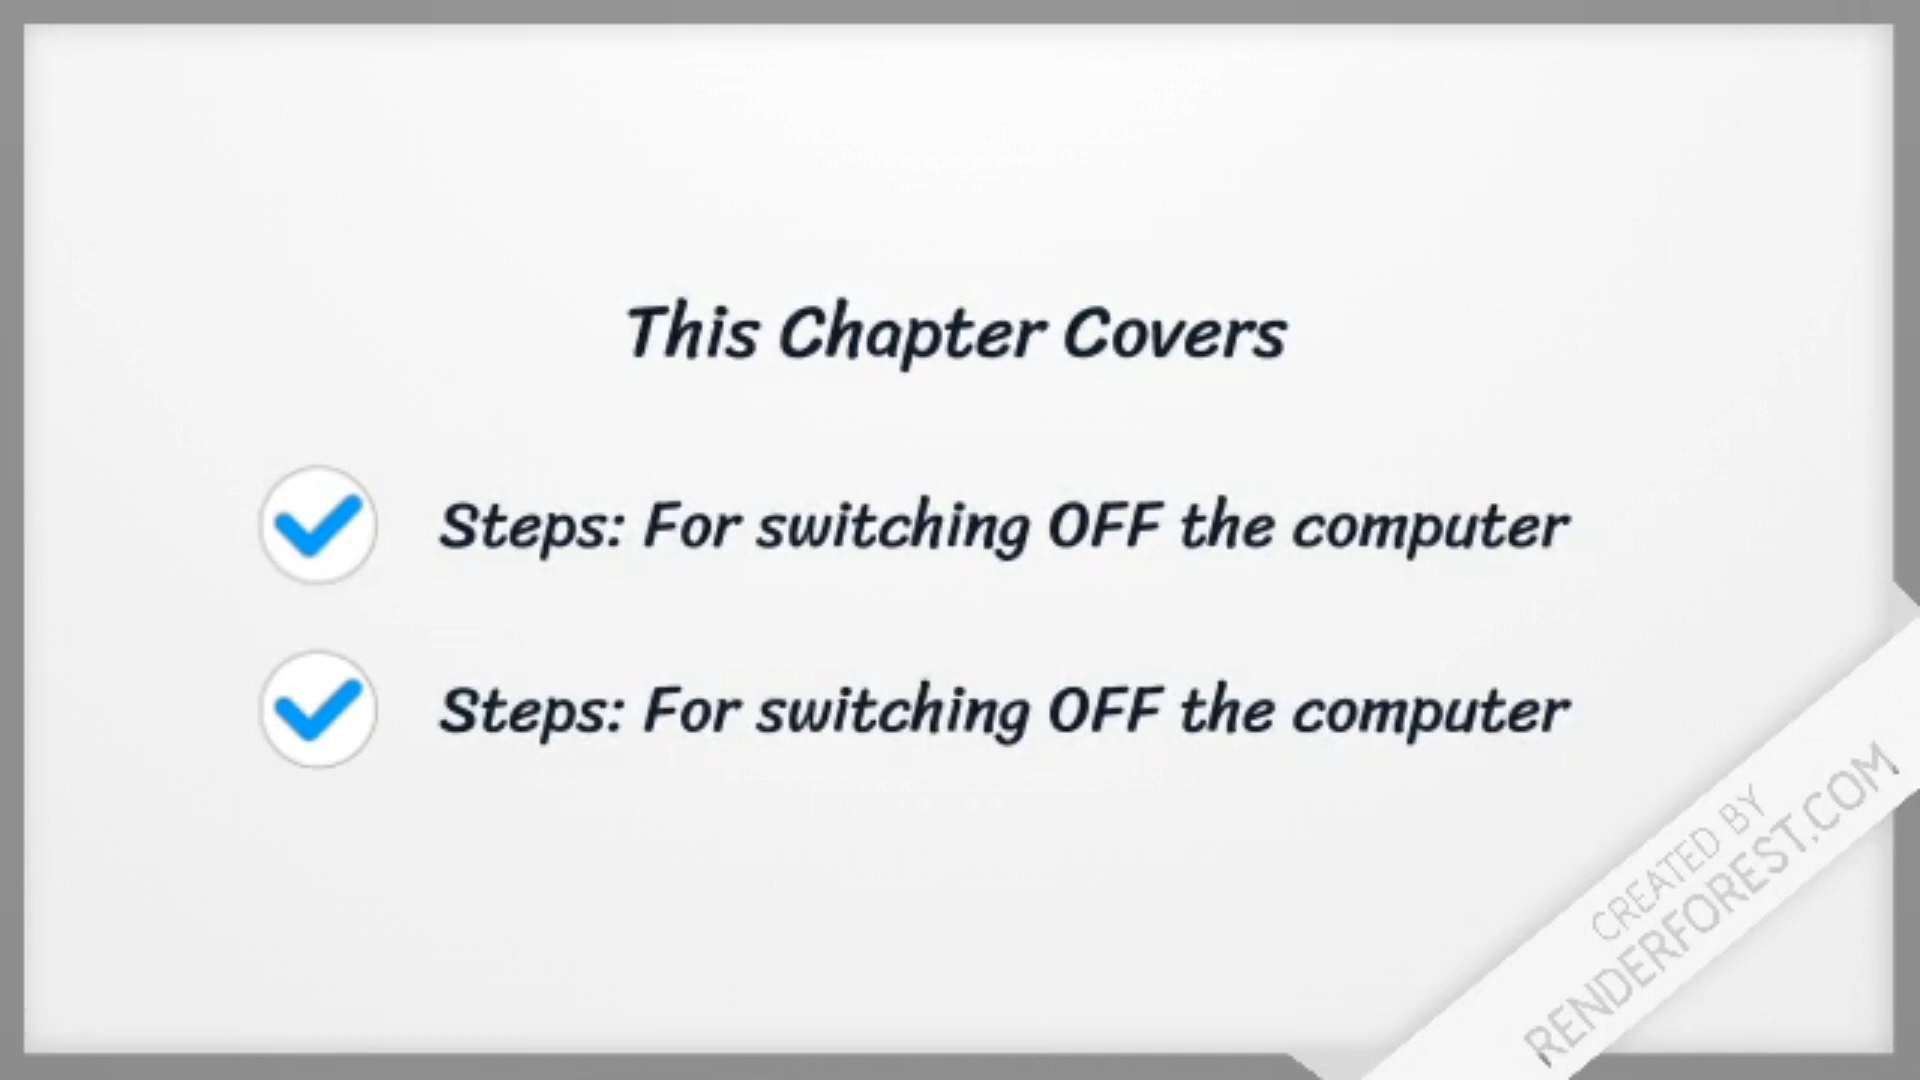 This Chapter Covers
Steps: For switching OFF the computer
Steps: For switching OFF the computer
CREATED BY
RENDERFOREST.COM